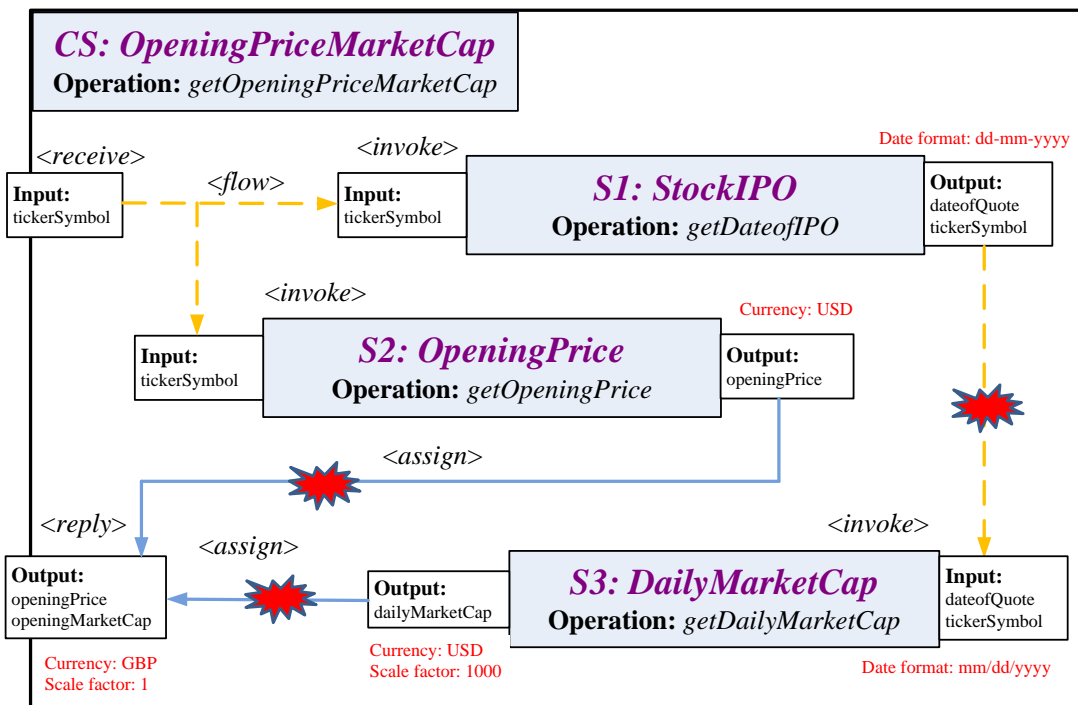 CS: OpeningPriceMarketCap
Operation: getOpeningPriceMarketCap
<receive>
Input:
tickerSymbol
<flow>
<invoke>
Input:
tickerSymbol
S1: StockIPO
Operation: getDateofIPO
Date format: dd-mm-yyyy
Output:
dateofQuote
tickerSymbol
<invoke>
Input:
tickerSymbol
S2: OpeningPrice
Operation: getOpeningPrice
Currency: USD
Output:
openingPrice
<assign>
<reply>
<assign>
Output:
openingPrice
openingMarketCap
Currency: GBP
Scale factor: 1
Output:
dailyMarketCap
Currency: USD
Scale factor: 1000
S3: DailyMarketCap
Operation: getDailyMarketCap
<invoke>
Input:
dateofQuote
tickerSymbol
Date format: mm/dd/yyyy